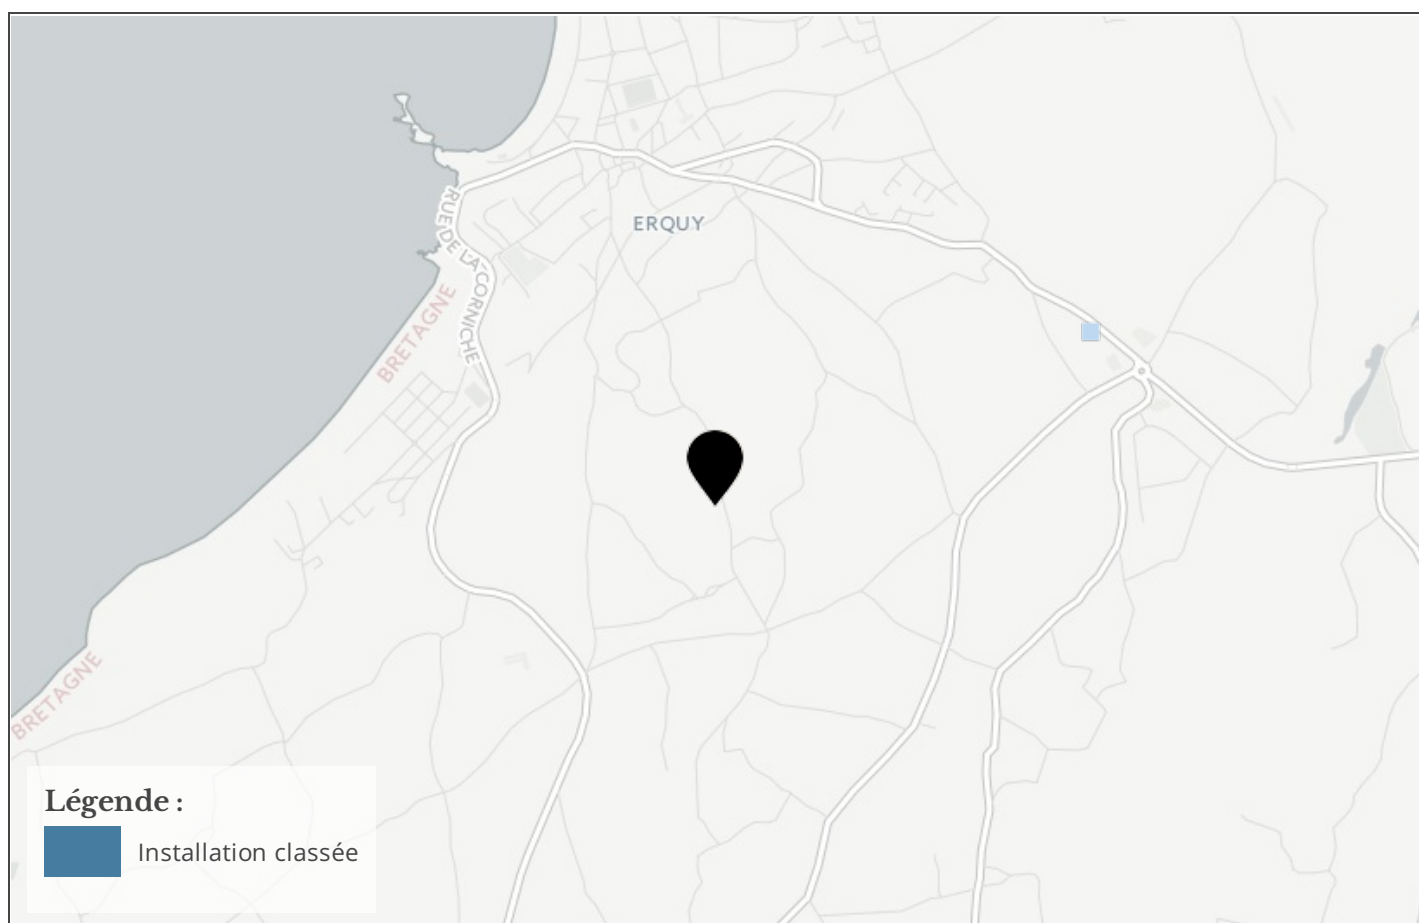 ERQUY
RUE DE LA CORNICHE
BRETAGNE
BRETAGNE
Légende :
Installation classée